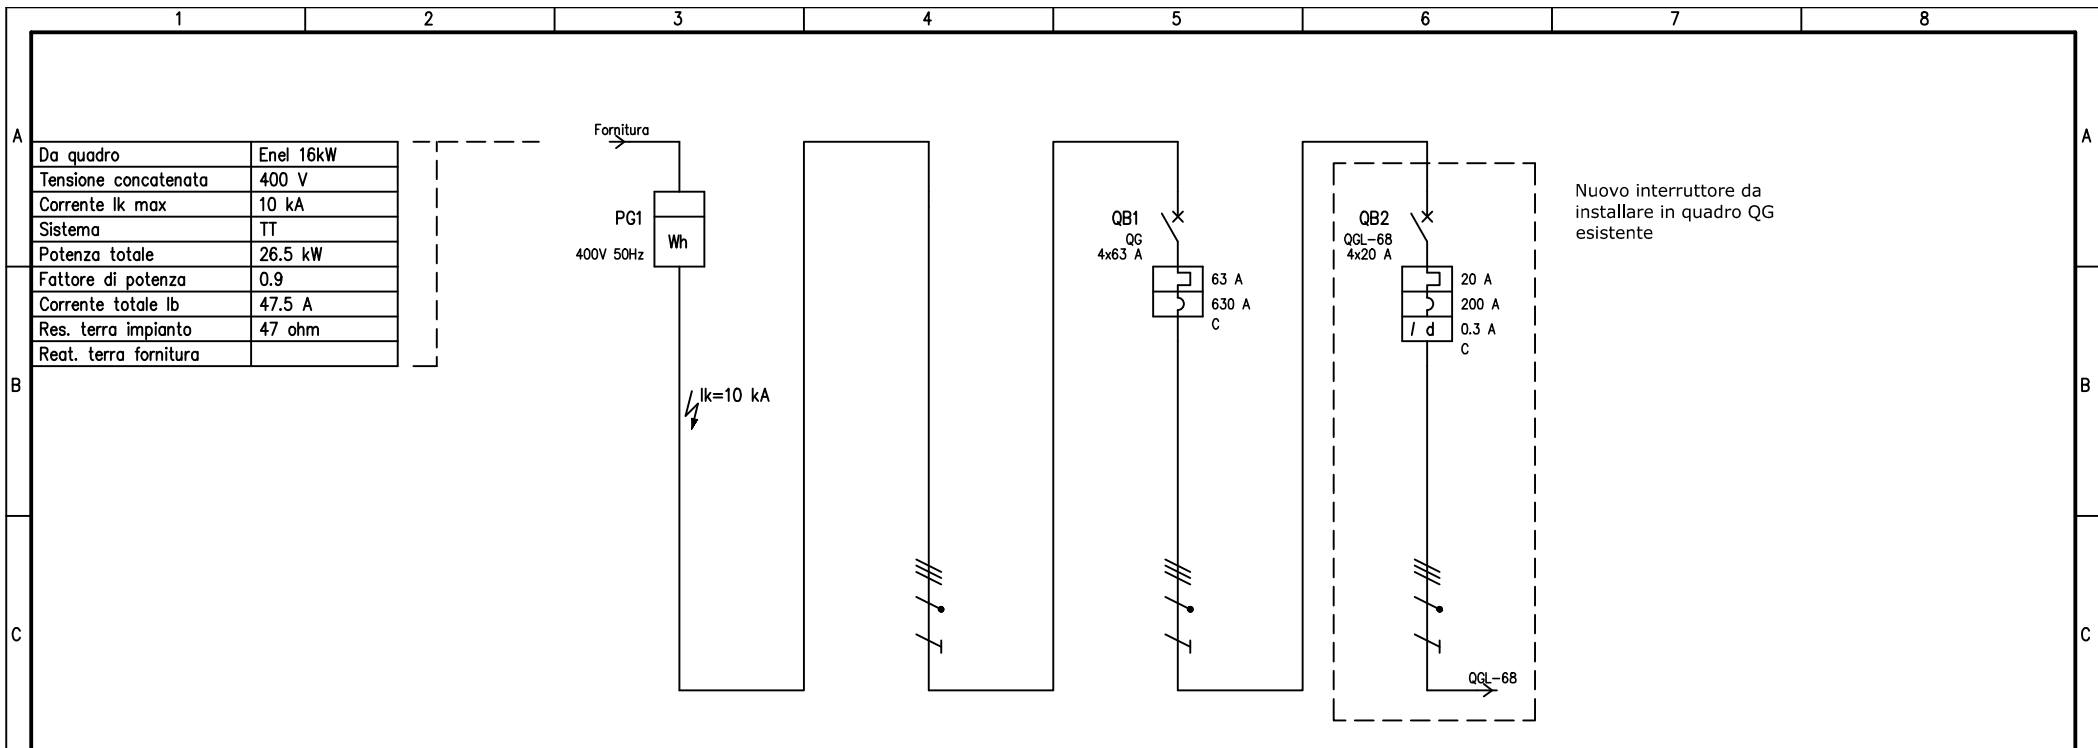 1 2 3 4 5 6 7 8
A A
Fornitura
Da quadro Enel 16kW
Tensione concatenata 400 V
Corrente Ik max 10 kA
Sistema TT
Potenza totale 26.5 kW
Fattore di potenza 0.9
Corrente totale Ib 47.5 A
Res. terra impianto 47 ohm
Reat. terra fornitura
PG1
Wh
400V 50Hz
Ik=10 kA
QB1
QG
4x63 A
63 A
630 A
C
QB2
QGL-68
4x20 A
20 A
200 A
I d 0.3 A
C
Nuovo interruttore da
installare in quadro QG
esistente
B B
C C
QGL-68